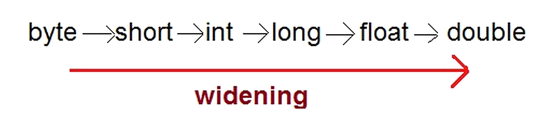 byte → short → int → long → float → double
widening